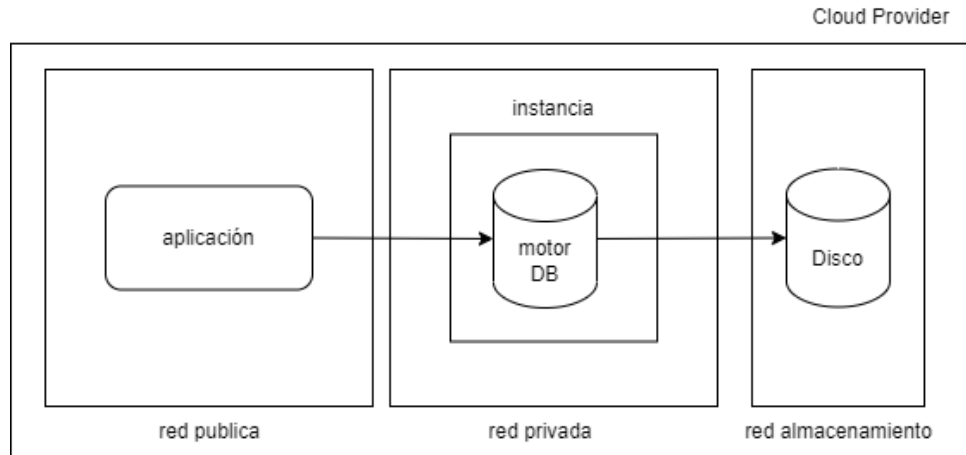 Cloud Provider
instancia
aplicación
motor
DB
Disco
red publica
red privada
red almacenamiento